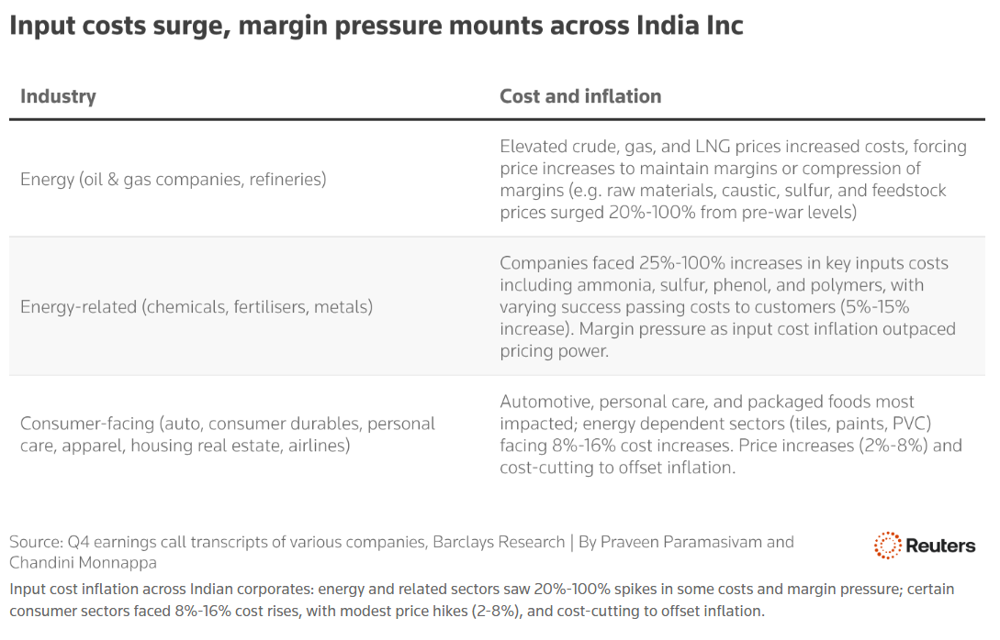 Input costs surge, margin pressure mounts across India Inc
Industry
Cost and inflation
Energy (oil & gas companies, refineries)
Elevated crude, gas, and LNG prices increased costs, forcing
price increases to maintain margins or compression of
margins (e.g. raw materials, caustic, sulfur, and feedstock
prices surged 20%-100% from pre-war levels)
Energy-related (chemicals, fertilisers, metals)
Companies faced 25%-100% increases in key inputs costs
including ammonia, sulfur, phenol, and polymers, with
varying success passing costs to customers (5%-15%
increase). Margin pressure as input cost inflation outpaced
pricing power.
Consumer-facing (auto, consumer durables, personal
care, apparel, housing real estate, airlines)
Automotive, personal care, and packaged foods most
impacted; energy dependent sectors (tiles, paints, PVC)
facing 8%-16% cost increases. Price increases (2%-8%) and
cost-cutting to offset inflation.
Source: Q4 earnings call transcripts of various companies, Barclays Research | By Praveen Paramasivam and
Chandini Monnappa
Reuters
Input cost inflation across Indian corporates: energy and related sectors saw 20%-100% spikes in some costs and margin pressure; certain
consumer sectors faced 8%-16% cost rises, with modest price hikes (2-8%), and cost-cutting to offset inflation.